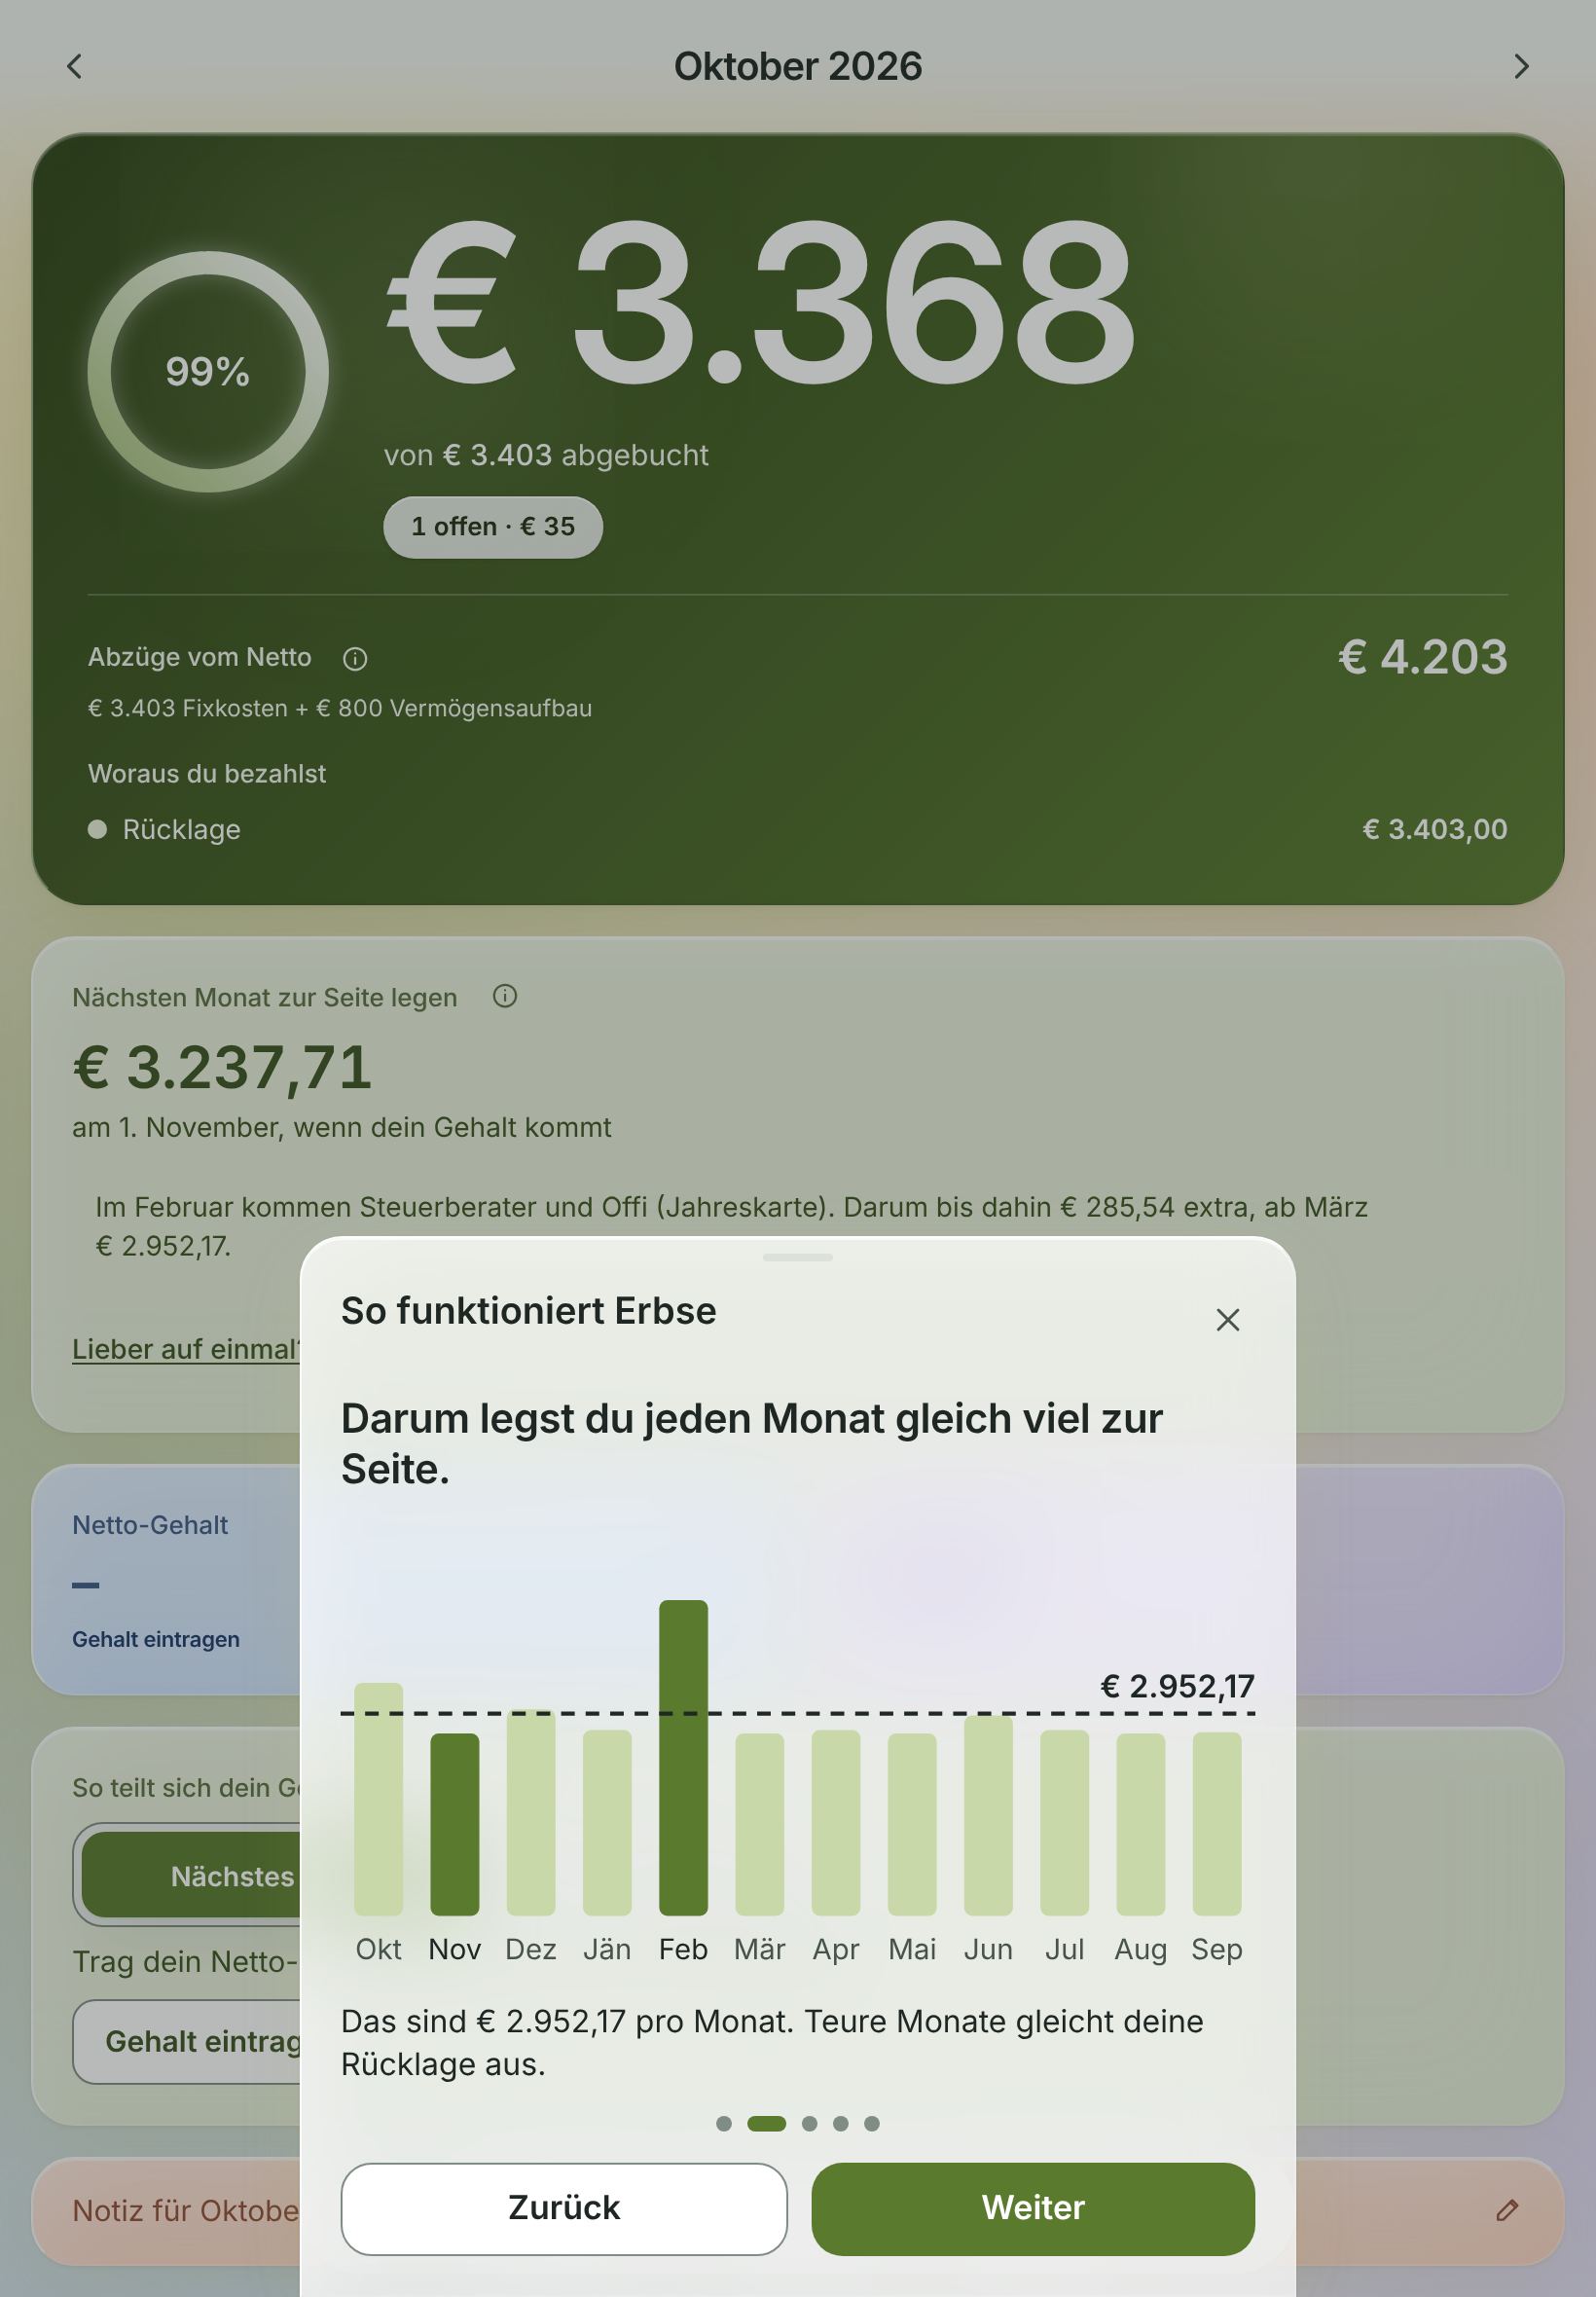 Oktober 2026
99%
€ 3.368
von € 3.403 abgebucht
1 offen · € 35
Abzüge vom Netto
€ 4.203
€ 3.403 Fixkosten + € 800 Vermögensaufbau
Woraus du bezahlst
Rücklage
€ 3.403,00
Nächsten Monat zur Seite legen
€ 3.237,71
am 1. November, wenn dein Gehalt kommt
Im Februar kommen Steuerberater und Offi (Jahreskarte). Darum bis dahin € 285,54 extra, ab März
€ 2.952,17.
Lieber auf einmal?
Netto-Gehalt
–
Gehalt eintragen
So teilt sich dein
Nächstes
Trag dein Netto-
Gehalt
Notiz für
So funktioniert Erbse
Darum legst du jeden Monat gleich viel zur
Seite.
€ 2.952,17
Okt Nov Dez Jän Feb Mär Apr Mai Jun Jul Aug Sep
Das sind € 2.952,17 pro Monat. Teure Monate gleicht deine
Rücklage aus.
Zurück
Weiter